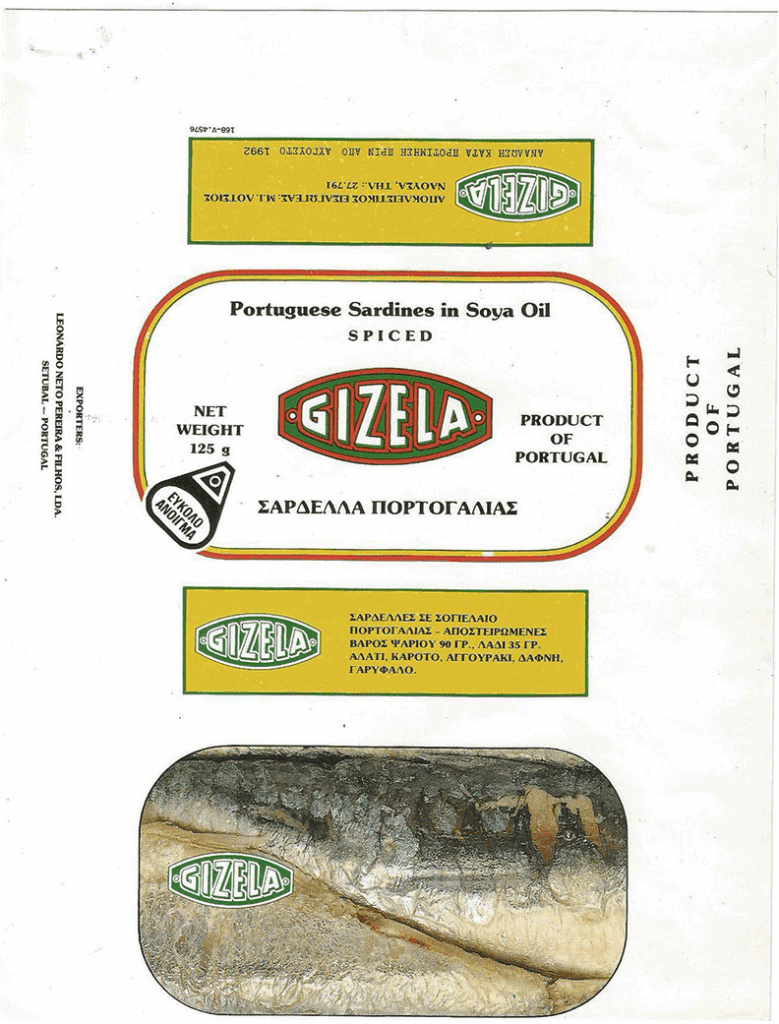 168-V.4576
ΑΝΑΛΩΣΗ ΚΑΤΑ ΠΡΟΤΙΜΗΣΗ ΠΡΙΝ ΑΠΟ ΑΥΓΟΥΣΤΟ 1992
ΑΠΟΚΛΕΙΣΤΙΚΟΣ ΕΙΣΑΓΩΓΕΑΣ: Μ.Ι. ΛΟΤΣΙΟΣ
ΝΑΟΥΣΑ, ΤΗΛ.: 27.791
GIZELA
Portuguese Sardines in Soya Oil
SPICED
GIZELA
NET
WEIGHT
125 g
PRODUCT
OF
PORTUGAL
ΕΥΚΟΛΟ
ΑΝΟΙΓΜΑ
ΣΑΡΔΕΛΛΑ ΠΟΡΤΟΓΑΛΙΑΣ
EXPORTERS:
LEONARDO NETO PEREIRA & FILHOS, LDA.
SETUBAL — PORTUGAL
PRODUCT
OF
PORTUGAL
GIZELA
ΣΑΡΔΕΛΛΕΣ ΣΕ ΣΟΓΙΕΛΑΙΟ
ΠΟΡΤΟΓΑΛΙΑΣ - ΑΠΟΣΤΕΙΡΩΜΕΝΕΣ
ΒΑΡΟΣ ΨΑΡΙΟΥ 90 ΓΡ., ΛΑΔΙ 35 ΓΡ.
ΑΛΑΤΙ, ΚΑΡΟΤΟ, ΑΓΓΟΥΡΑΚΙ, ΔΑΦΝΗ,
ΓΑΡΥΦΑΛΟ.
GIZELA